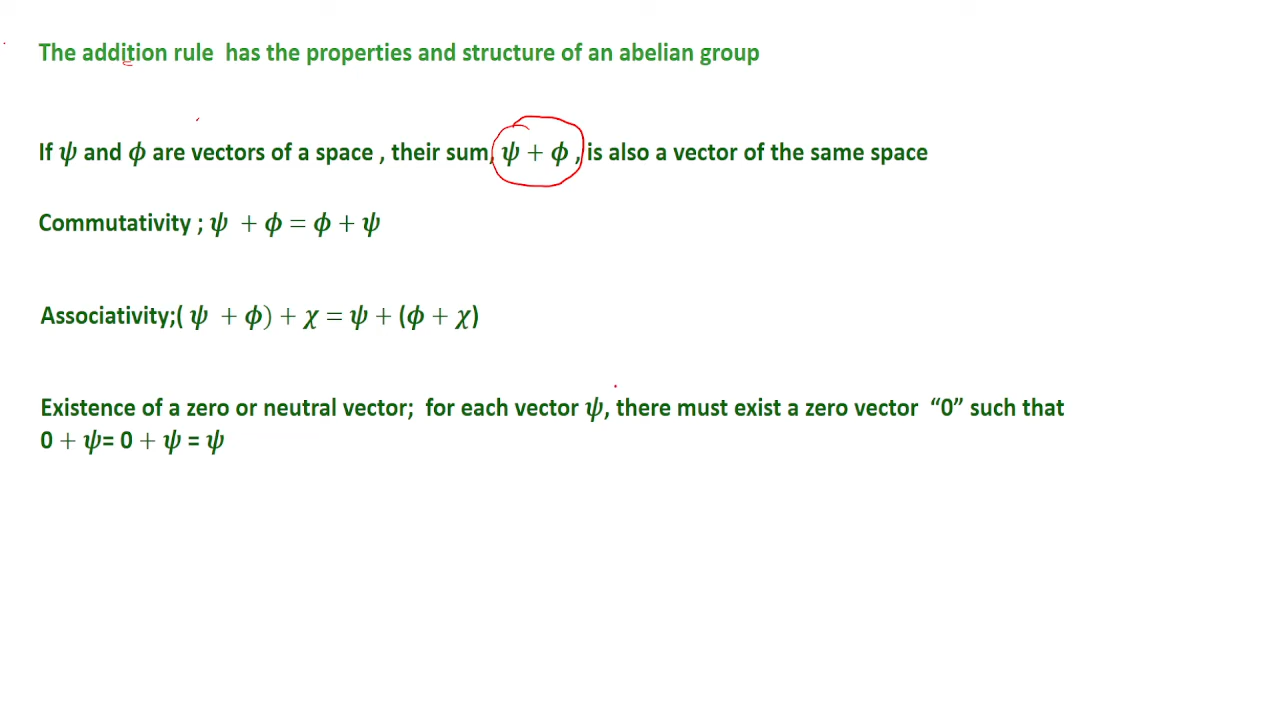 The addition rule has the properties and structure of an abelian group
If ψ and ϕ are vectors of a space , their sum, ψ + ϕ , is also a vector of the same space
Commutativity ; ψ + ϕ = ϕ + ψ
Associativity;( ψ + ϕ) + χ = ψ + (ϕ + χ)
Existence of a zero or neutral vector; for each vector ψ, there must exist a zero vector “0” such that
0 + ψ= 0 + ψ = ψ